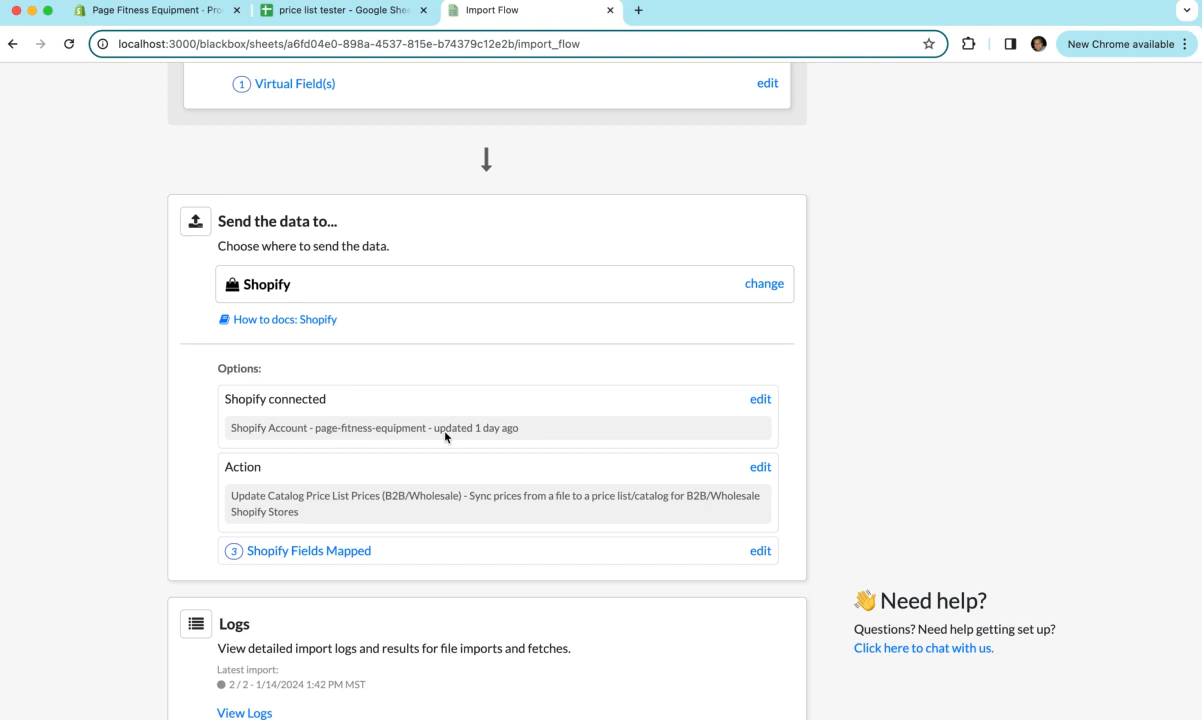 Page Fitness Equipment - Pro
price list tester - Google She
Import Flow
localhost:3000/blackbox/sheets/a6fd04e0-898a-4537-815e-b74379c12e2b/import_flow
New Chrome available
1 Virtual Field(s) edit
Send the data to...
Choose where to send the data.
Shopify change
How to docs: Shopify
Options:
Shopify connected edit
Shopify Account - page-fitness-equipment - updated 1 day ago
Action edit
Update Catalog Price List Prices (B2B/Wholesale) - Sync prices from a file to a price list/catalog for B2B/Wholesale
Shopify Stores
3 Shopify Fields Mapped edit
Logs
View detailed import logs and results for file imports and fetches.
Latest import:
2 / 2 - 1/14/2024 1:42 PM MST
View Logs
👋 Need help?
Questions? Need help getting set up?
Click here to chat with us.